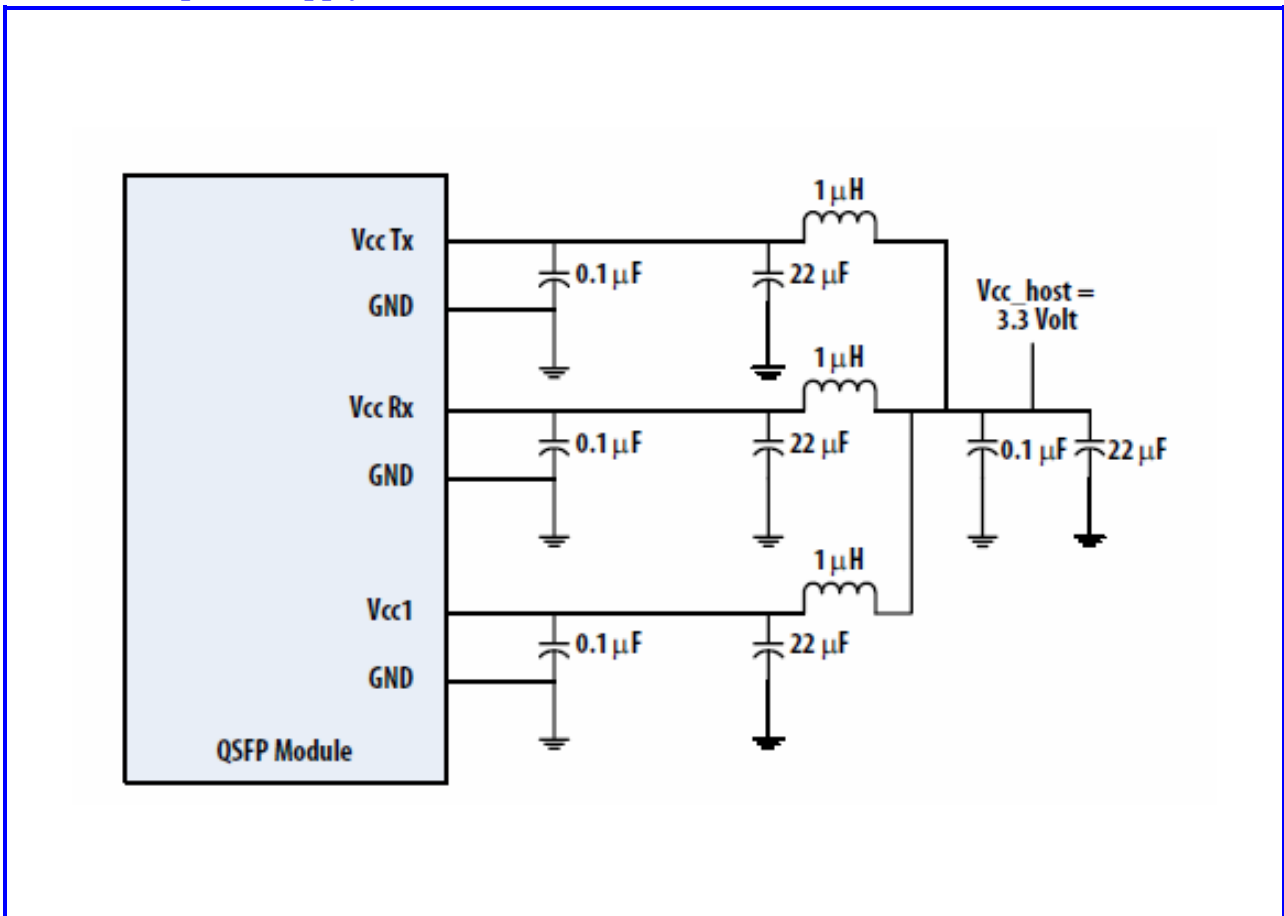 1 μH
Vcc Tx
0.1 μF
22 μF
GND
Vcc_host =
3.3 Volt
1 μH
Vcc Rx
0.1 μF
22 μF
0.1 μF
22 μF
GND
1 μH
Vcc1
0.1 μF
22 μF
GND
QSFP Module